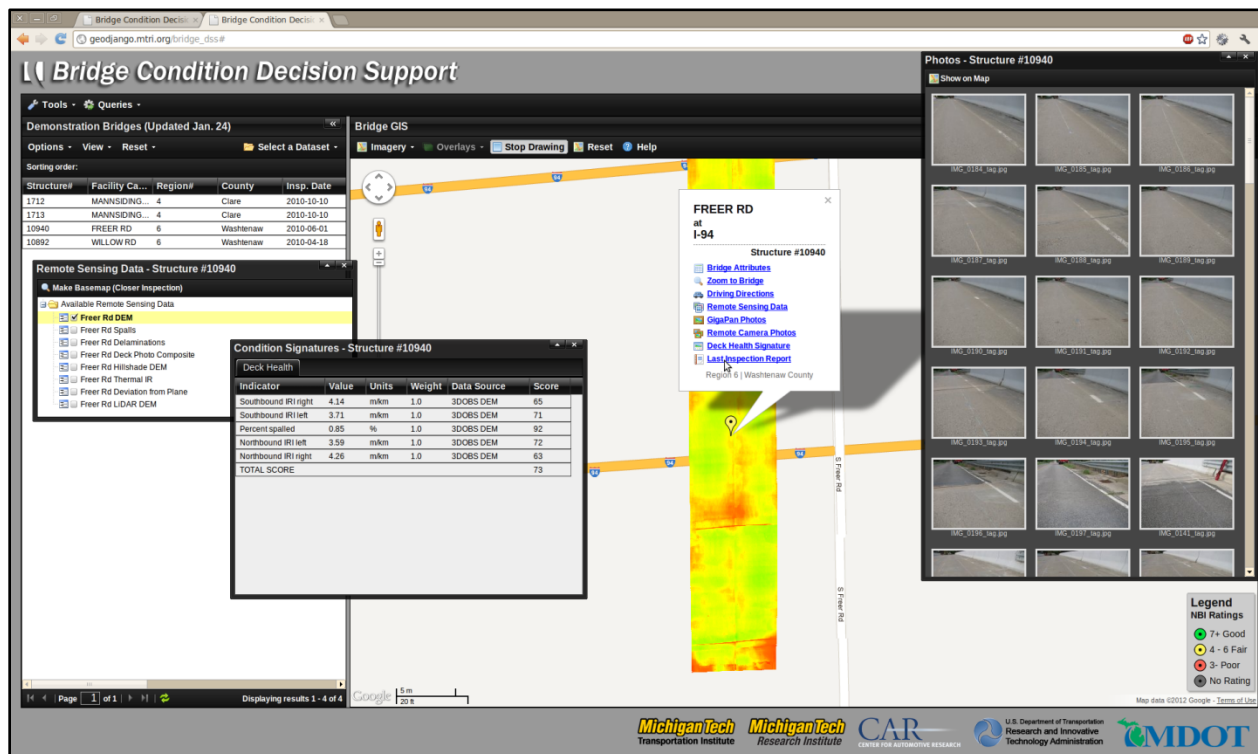 Bridge Condition Decisi
Bridge Condition Decisi
geodjango.mtri.org/bridge_dss#
Bridge Condition Decision Support
Tools
Queries
Demonstration Bridges (Updated Jan. 24)
Options View Reset Select a Dataset
Sorting order:
Structure# Facility Ca... Region# County Insp. Date
1712 MANNSIDING... 4 Clare 2010-10-10
1713 MANNSIDING... 4 Clare 2010-10-10
10940 FREER RD 6 Washtenaw 2010-06-01
10892 WILLOW RD 6 Washtenaw 2010-04-18
Remote Sensing Data - Structure #10940
Make Basemap (Closer Inspection)
Available Remote Sensing Data
Freer Rd DEM
Freer Rd Spalls
Freer Rd Delaminations
Freer Rd Deck Photo Composite
Freer Rd Hillshade DEM
Freer Rd Thermal IR
Freer Rd Deviation from Plane
Freer Rd LiDAR DEM
Condition Signatures - Structure #10940
Deck Health
Indicator Value Units Weight Data Source Score
Southbound IRI right 4.14 m/km 1.0 3DOBS DEM 65
Southbound IRI left 3.71 m/km 1.0 3DOBS DEM 71
Percent spalled 0.85 % 1.0 3DOBS DEM 92
Northbound IRI left 3.59 m/km 1.0 3DOBS DEM 72
Northbound IRI right 4.26 m/km 1.0 3DOBS DEM 63
TOTAL SCORE 73
Page 1 of 1
Displaying results 1 - 4 of 4
Bridge GIS
Imagery Overlays Stop Drawing Reset Help
94
94
94
94
94
94
FREER RD
at
I-94
Structure #10940
Bridge Attributes
Zoom to Bridge
Driving Directions
Remote Sensing Data
GigaPan Photos
Remote Camera Photos
Deck Health Signature
Last Inspection Report
Region 6 | Washtenaw County
S Freer Rd
S Freer Rd
Google
5 m
20 ft
Photos - Structure #10940
Show on Map
IMG_0184_tag.jpg IMG_0185_tag.jpg IMG_0186_tag.jpg
IMG_0187_tag.jpg IMG_0188_tag.jpg IMG_0189_tag.jpg
IMG_0190_tag.jpg IMG_0191_tag.jpg IMG_0192_tag.jpg
IMG_0193_tag.jpg IMG_0194_tag.jpg IMG_0195_tag.jpg
IMG_0196_tag.jpg IMG_0197_tag.jpg IMG_0141_tag.jpg
Legend
NBI Ratings
7+ Good
4 - 6 Fair
3- Poor
No Rating
Map data ©2012 Google - Terms of Use
MichiganTech
Transportation Institute
MichiganTech
Research Institute
CAR
CENTER FOR AUTOMOTIVE RESEARCH
U.S. Department of Transportation
Research and Innovative
Technology Administration
MDOT